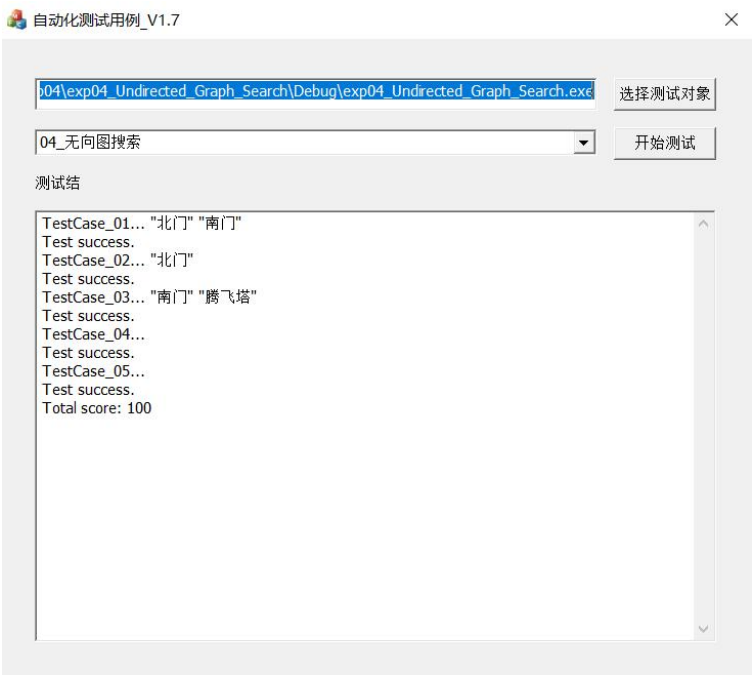 自动化测试用例_V1.7
o04\exp04_Undirected_Graph_Search\Debug\exp04_Undirected_Graph_Search.exe
选择测试对象
04_无向图搜索
开始测试
测试结
TestCase_01... "北门" "南门"
Test success.
TestCase_02... "北门"
Test success.
TestCase_03... "南门" "腾飞塔"
Test success.
TestCase_04...
Test success.
TestCase_05...
Test success.
Total score: 100